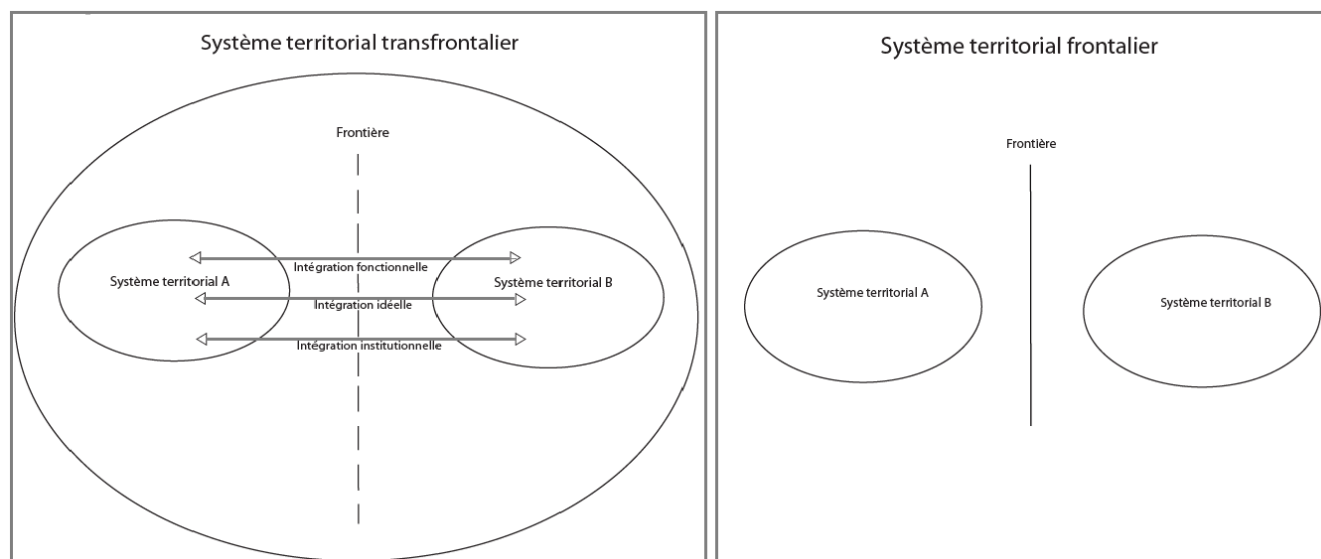 Système territorial transfrontalier
Frontière
Intégration fonctionnelle
Système territorial A
Système territorial B
Intégration idéelle
Intégration institutionnelle
Système territorial frontalier
Frontière
Système territorial A
Système territorial B